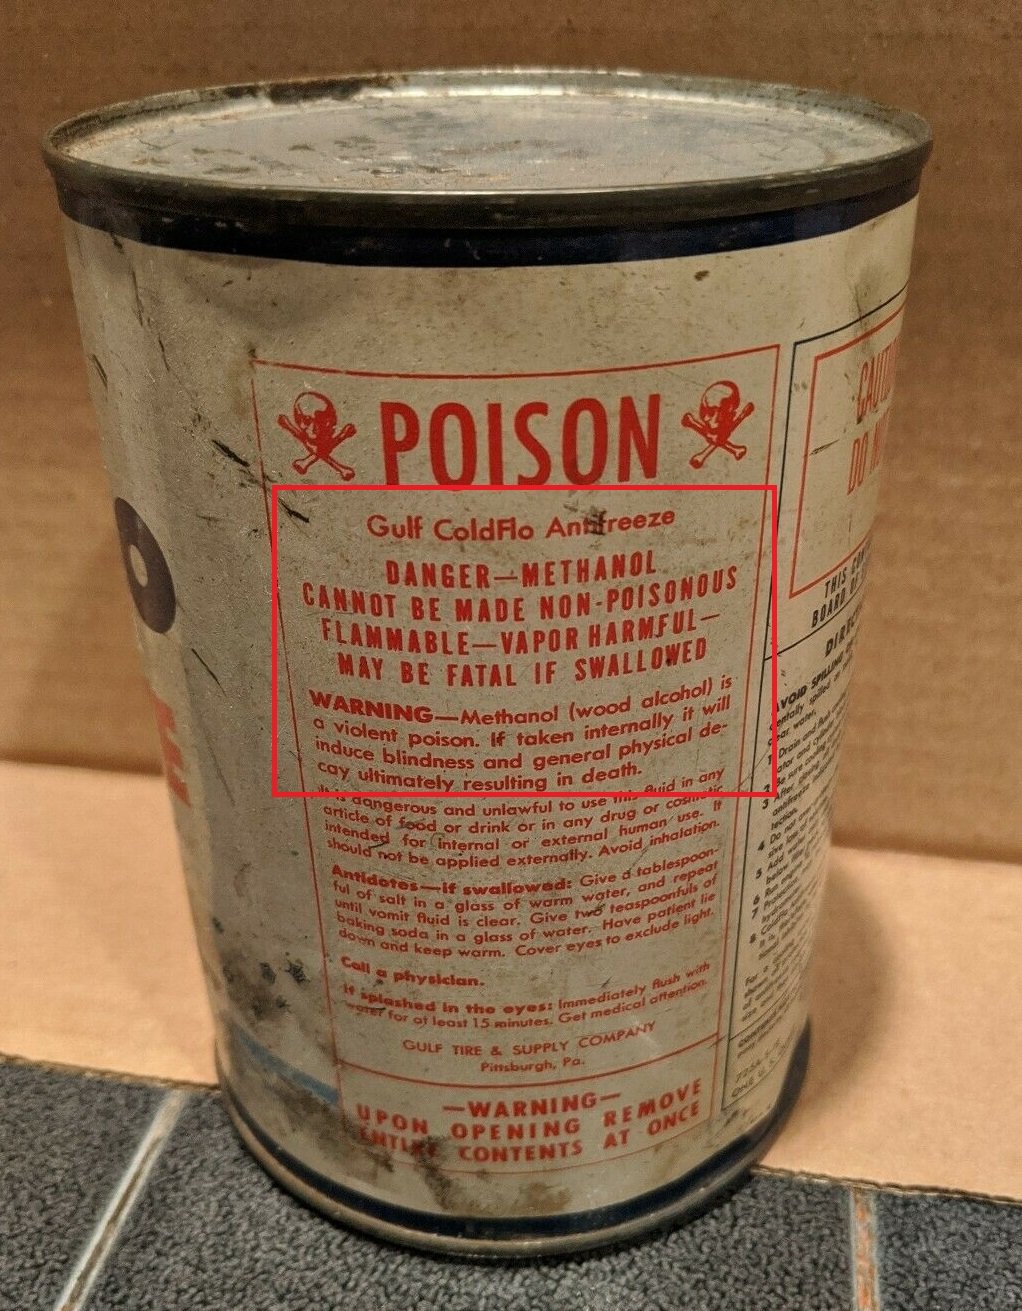 POISON
Gulf ColdFlo Antifreeze
DANGER—METHANOL
CANNOT BE MADE NON-POISONOUS
FLAMMABLE—VAPOR HARMFUL—
MAY BE FATAL IF SWALLOWED
WARNING—Methanol (wood alcohol) is
a violent poison. If taken internally it will
induce blindness and general physical de-
cay ultimately resulting in death.
It is dangerous and unlawful to use this fluid in any
article of food or drink or in any drug or cosmetic
intended for internal or external human use. It
should not be applied externally. Avoid inhalation.
Antidotes—If swallowed: Give a tablespoon-
ful of salt in a glass of warm water, and repeat
until vomit fluid is clear. Give two teaspoonfuls of
baking soda in a glass of water. Have patient lie
down and keep warm. Cover eyes to exclude light.
Call a physician.
If splashed in the eyes: Immediately flush with
water for at least 15 minutes. Get medical attention.
GULF TIRE & SUPPLY COMPANY
Pittsburgh, Pa.
—WARNING—
UPON OPENING REMOVE
ENTIRE CONTENTS AT ONCE
DO
THIS
BOARD OF
AVOID SPILLING